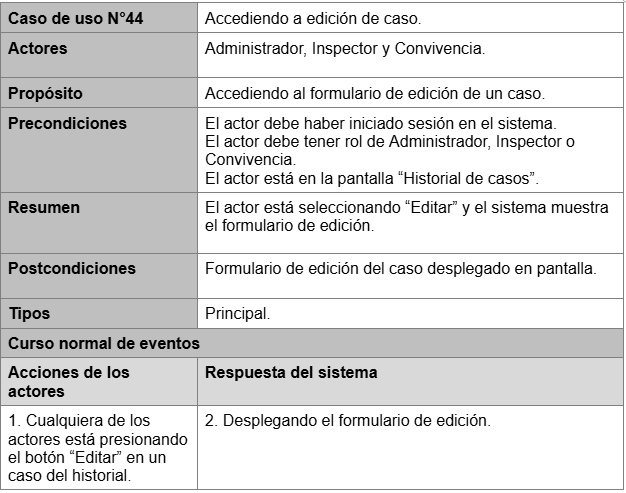 Caso de uso N°44 Accediendo a edición de caso.
Actores Administrador, Inspector y Convivencia.
Propósito Accediendo al formulario de edición de un caso.
Precondiciones El actor debe haber iniciado sesión en el sistema.
El actor debe tener rol de Administrador, Inspector o
Convivencia.
El actor está en la pantalla “Historial de casos”.
Resumen El actor está seleccionando “Editar” y el sistema muestra
el formulario de edición.
Postcondiciones Formulario de edición del caso desplegado en pantalla.
Tipos Principal.
Curso normal de eventos
Acciones de los
actores
Respuesta del sistema
1. Cualquiera de los
actores está presionando
el botón “Editar” en un
caso del historial.
2. Desplegando el formulario de edición.